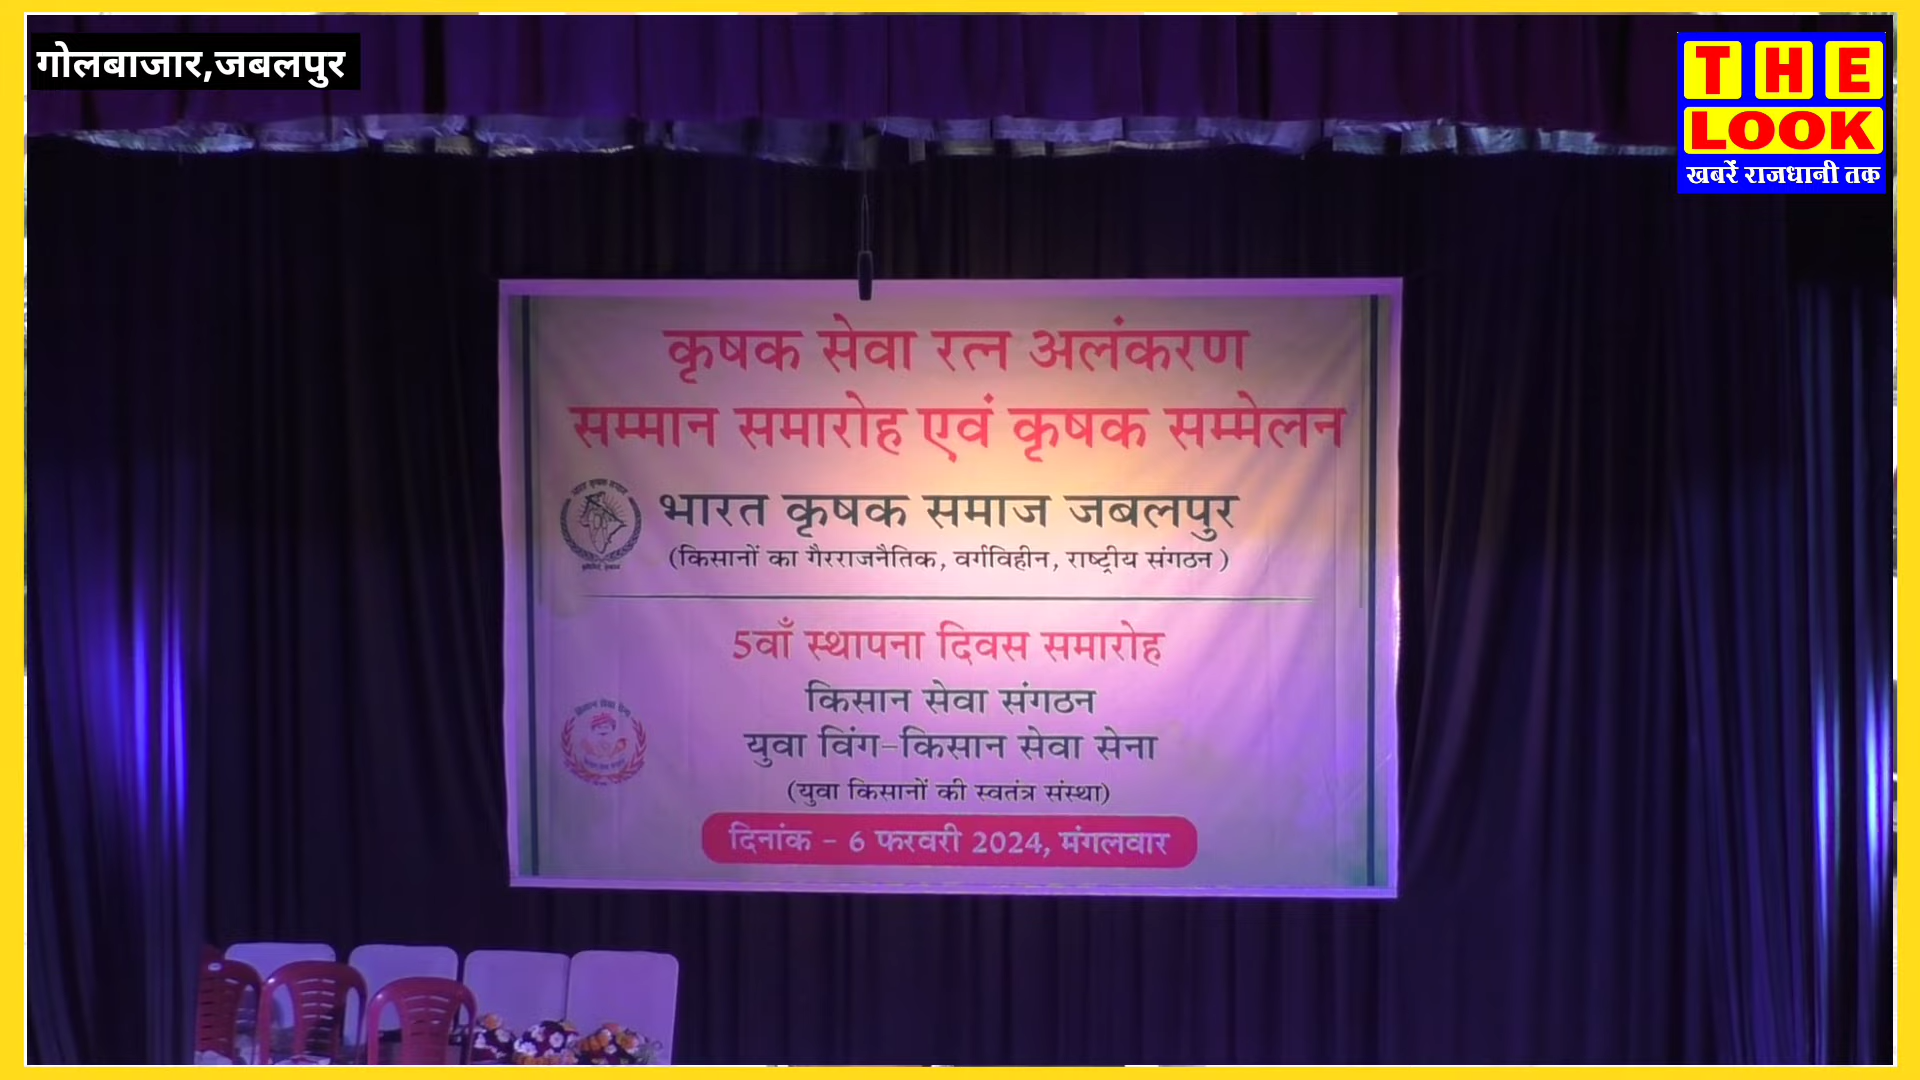 गोलबाजार,जबलपुर
THE
LOOK
खबरें राजधानी तक
कृषक सेवा रत्न अलंकरण
सम्मान समारोह एवं कृषक सम्मेलन
भारत कृषक समाज जबलपुर
(किसानों का गैरराजनैतिक, वर्गविहीन, राष्ट्रीय संगठन )
5वाँ स्थापना दिवस समारोह
किसान सेवा संगठन
युवा विंग-किसान सेवा सेना
(युवा किसानों की स्वतंत्र संस्था)
दिनांक - 6 फरवरी 2024, मंगलवार